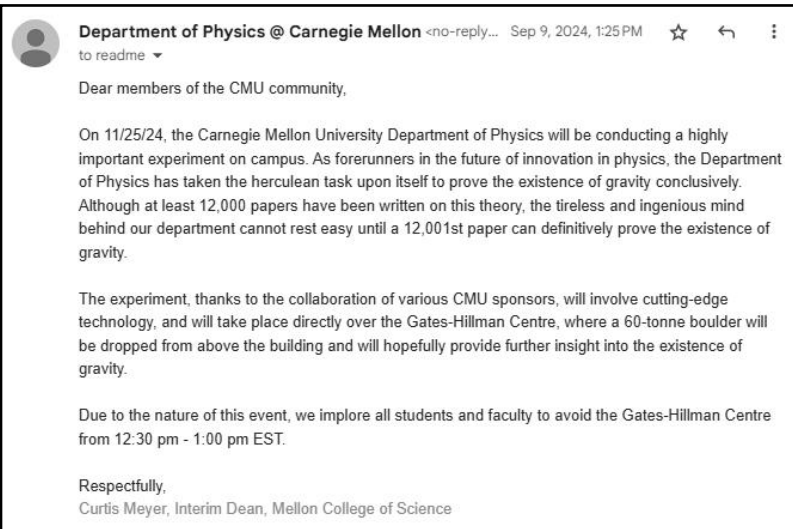 Department of Physics @ Carnegie Mellon <no-reply... Sep 9, 2024, 1:25 PM
to readme
Dear members of the CMU community,
On 11/25/24, the Carnegie Mellon University Department of Physics will be conducting a highly
important experiment on campus. As forerunners in the future of innovation in physics, the Department
of Physics has taken the herculean task upon itself to prove the existence of gravity conclusively.
Although at least 12,000 papers have been written on this theory, the tireless and ingenious mind
behind our department cannot rest easy until a 12,001st paper can definitively prove the existence of
gravity.
The experiment, thanks to the collaboration of various CMU sponsors, will involve cutting-edge
technology, and will take place directly over the Gates-Hillman Centre, where a 60-tonne boulder will
be dropped from above the building and will hopefully provide further insight into the existence of
gravity.
Due to the nature of this event, we implore all students and faculty to avoid the Gates-Hillman Centre
from 12:30 pm - 1:00 pm EST.
Respectfully,
Curtis Meyer, Interim Dean, Mellon College of Science